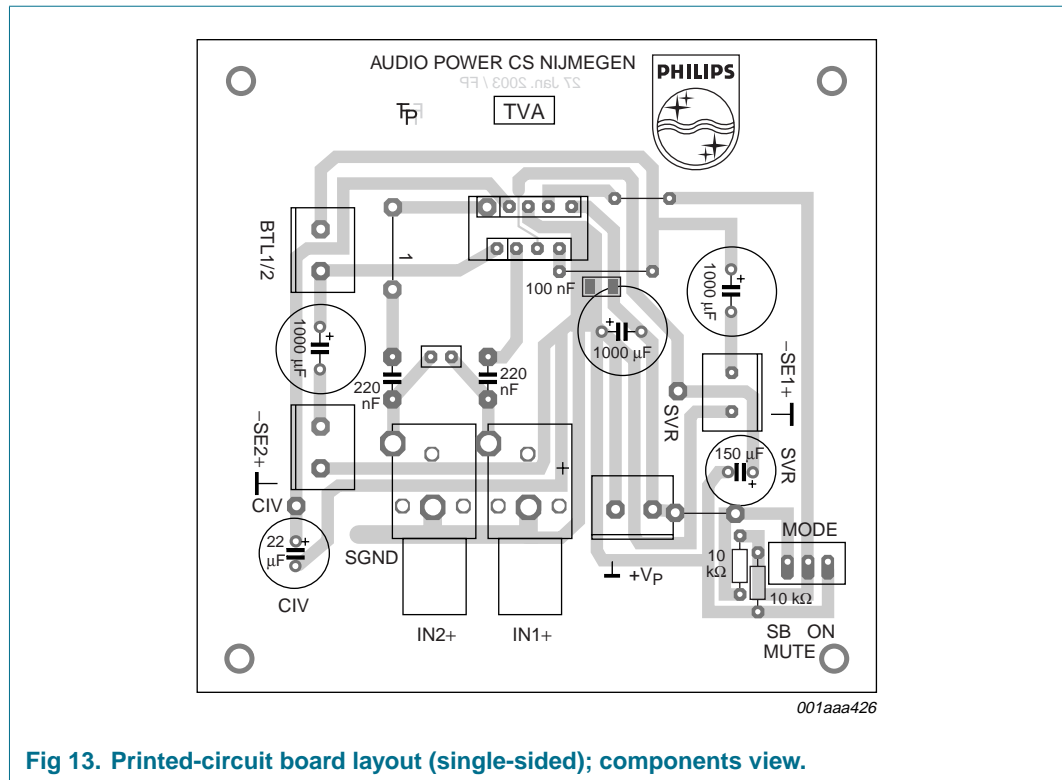 AUDIO POWER CS NIJMEGEN
27 Jan. 2003 / FP
PHILIPS
TVA
BTL1/2
1
100 nF
1000 µF
1000 µF
1000 µF
220
nF
220
nF
−SE1+
SVR
−SE2+
150 µF
SVR
+
CIV
22
µF
CIV
SGND
MODE
10
kΩ
+VP
10 kΩ
IN2+
IN1+
SB ON
MUTE
001aaa426
Fig 13. Printed-circuit board layout (single-sided); components view.